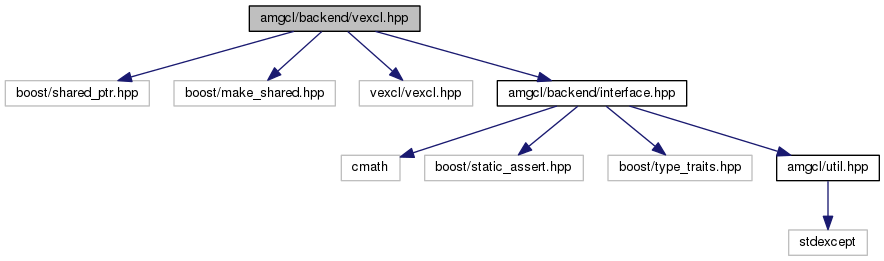 amgcl/backend/vexcl.hpp
boost/shared_ptr.hpp
boost/make_shared.hpp
vexcl/vexcl.hpp
amgcl/backend/interface.hpp
cmath
boost/static_assert.hpp
boost/type_traits.hpp
amgcl/util.hpp
stdexcept